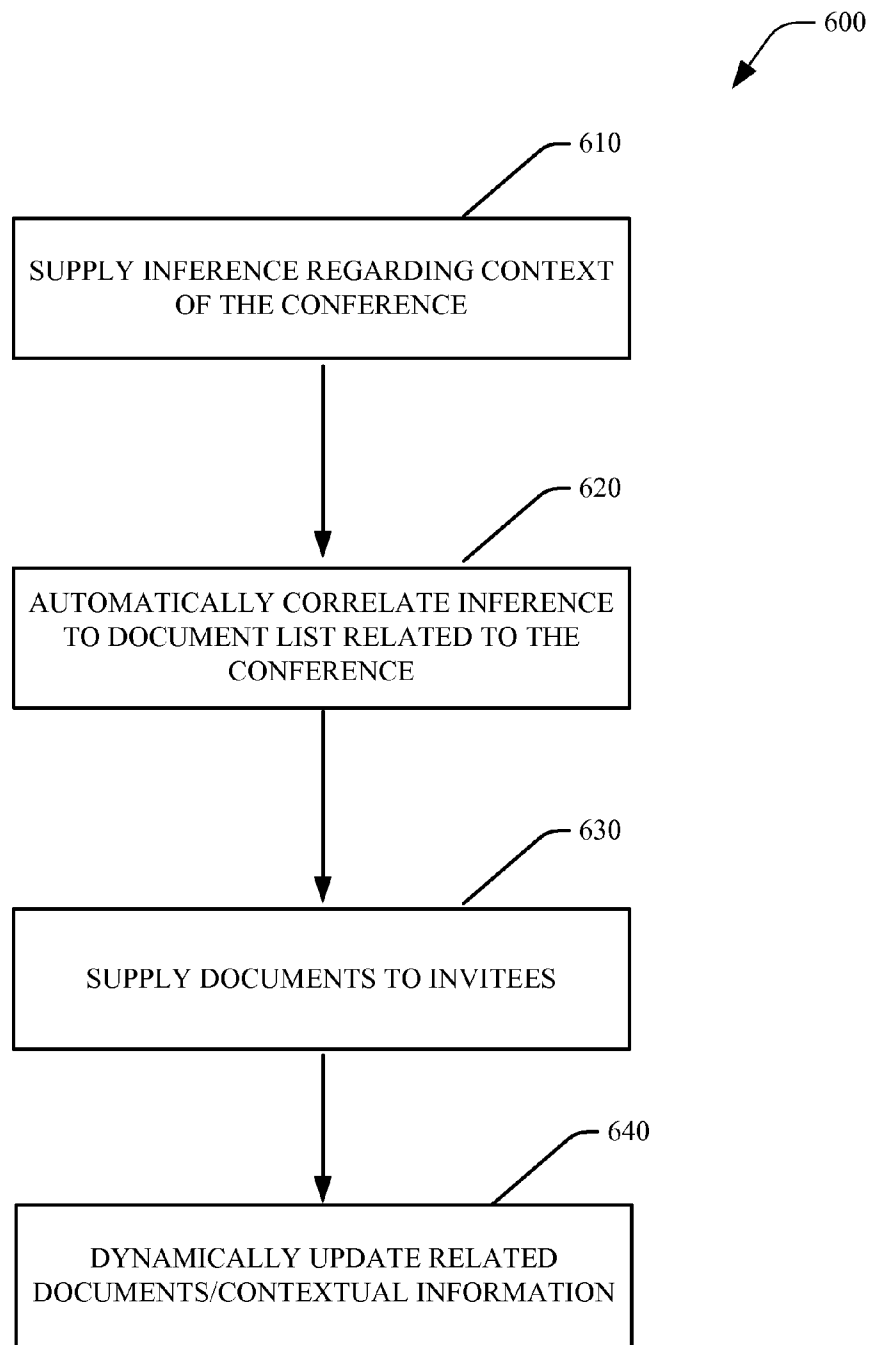 600
610
SUPPLY INFERENCE REGARDING CONTEXT
OF THE CONFERENCE
620
AUTOMATICALLY CORRELATE INFERENCE
TO DOCUMENT LIST RELATED TO THE
CONFERENCE
630
SUPPLY DOCUMENTS TO INVITEES
640
DYNAMICALLY UPDATE RELATED
DOCUMENTS/CONTEXTUAL INFORMATION